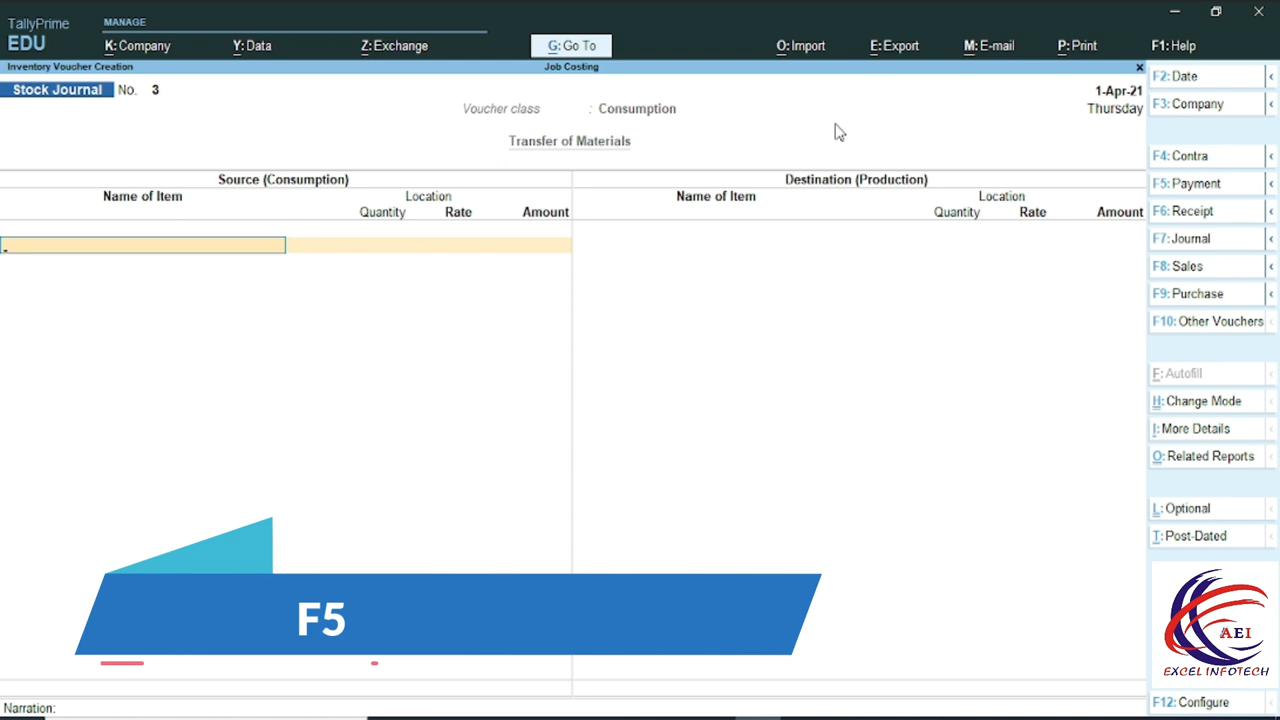 TallyPrime
EDU
MANAGE
K: Company
Y: Data
Z: Exchange
G: Go To
O: Import
E: Export
M: E-mail
P: Print
F1: Help
Inventory Voucher Creation
Job Costing
x
Stock Journal No. 3
1-Apr-21
Thursday
Voucher class : Consumption
Transfer of Materials
Source (Consumption)
Destination (Production)
Name of Item
Location
Quantity Rate Amount
Name of Item
Location
Quantity Rate Amount
F2: Date
F3: Company
F4: Contra
F5: Payment
F6: Receipt
F7: Journal
F8: Sales
F9: Purchase
F10: Other Vouchers
F: Autofill
H: Change Mode
I: More Details
O: Related Reports
L: Optional
T: Post-Dated
F5
AEI
EXCEL INFOTECH
Narration:
F12: Configure